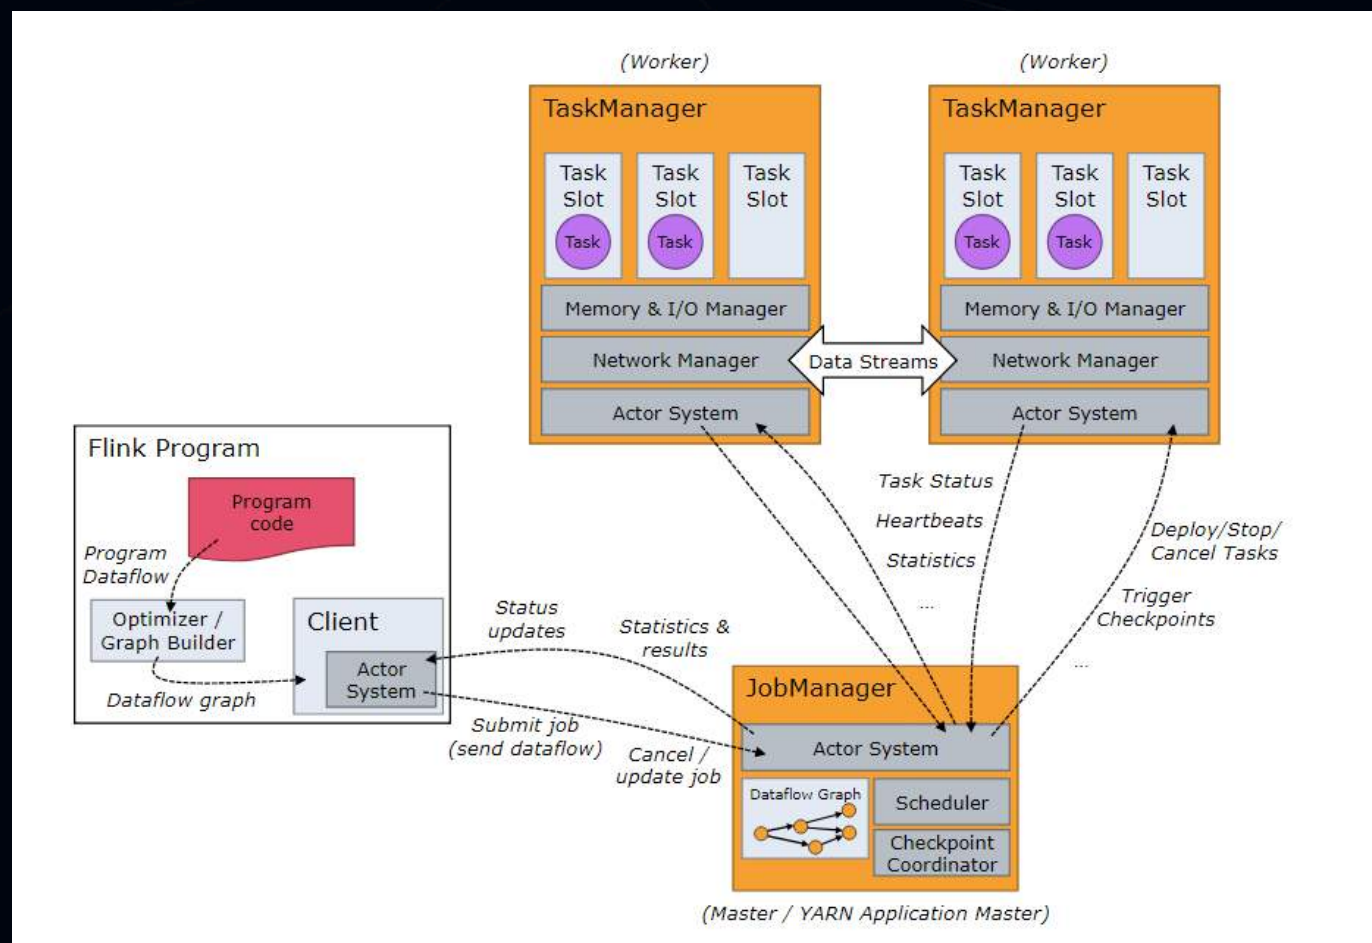 (Worker)
TaskManager
Task
Slot
Task
Task
Slot
Task
Task
Slot
Memory & I/O Manager
Network Manager
Actor System
(Worker)
TaskManager
Task
Slot
Task
Task
Slot
Task
Task
Slot
Memory & I/O Manager
Network Manager
Actor System
Data Streams
Flink Program
Program
code
Program
Dataflow
Optimizer /
Graph Builder
Dataflow graph
Client
Actor
System
Status
updates
Statistics &
results
Submit job
(send dataflow)
Cancel /
update job
Task Status
Heartbeats
Statistics
...
Deploy/Stop/
Cancel Tasks
Trigger
Checkpoints
...
JobManager
Actor System
Dataflow Graph
Scheduler
Checkpoint
Coordinator
(Master / YARN Application Master)